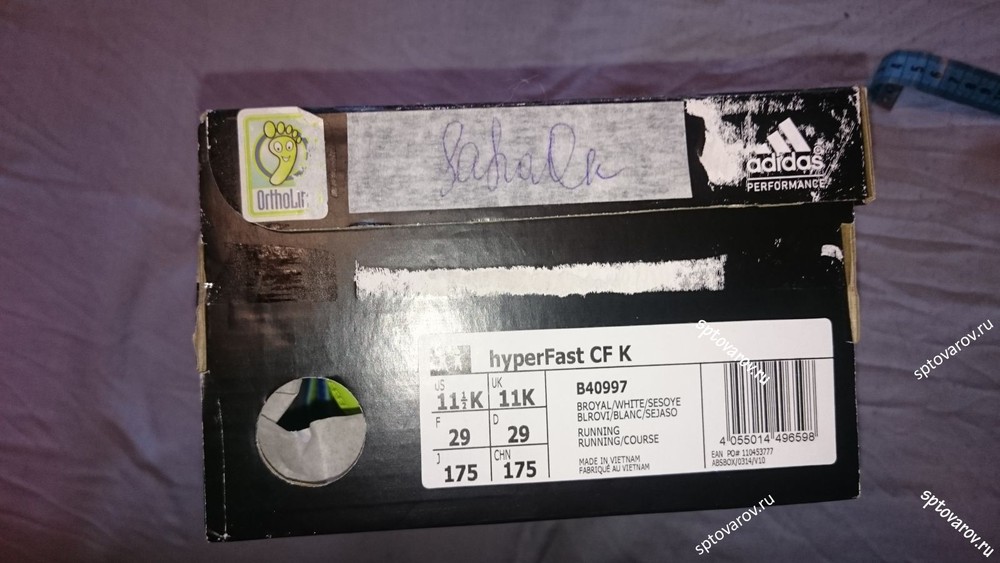 OrthoLit
adidas
PERFORMANCE
hyperFast CF K
US 11½K
UK 11K
F 29
D 29
J 175
CHN 175
B40997
BROYAL/WHITE/SESOYE
BLROVI/BLANC/SEJASO
RUNNING
RUNNING/COURSE
MADE IN VIETNAM
FABRIQUÉ AU VIETNAM
4 055014 496598
EAN PO# 110453777
ABSBOX/0314/V10
sptovarov.ru
sptovarov.ru
sptovarov.ru
sptovarov.ru